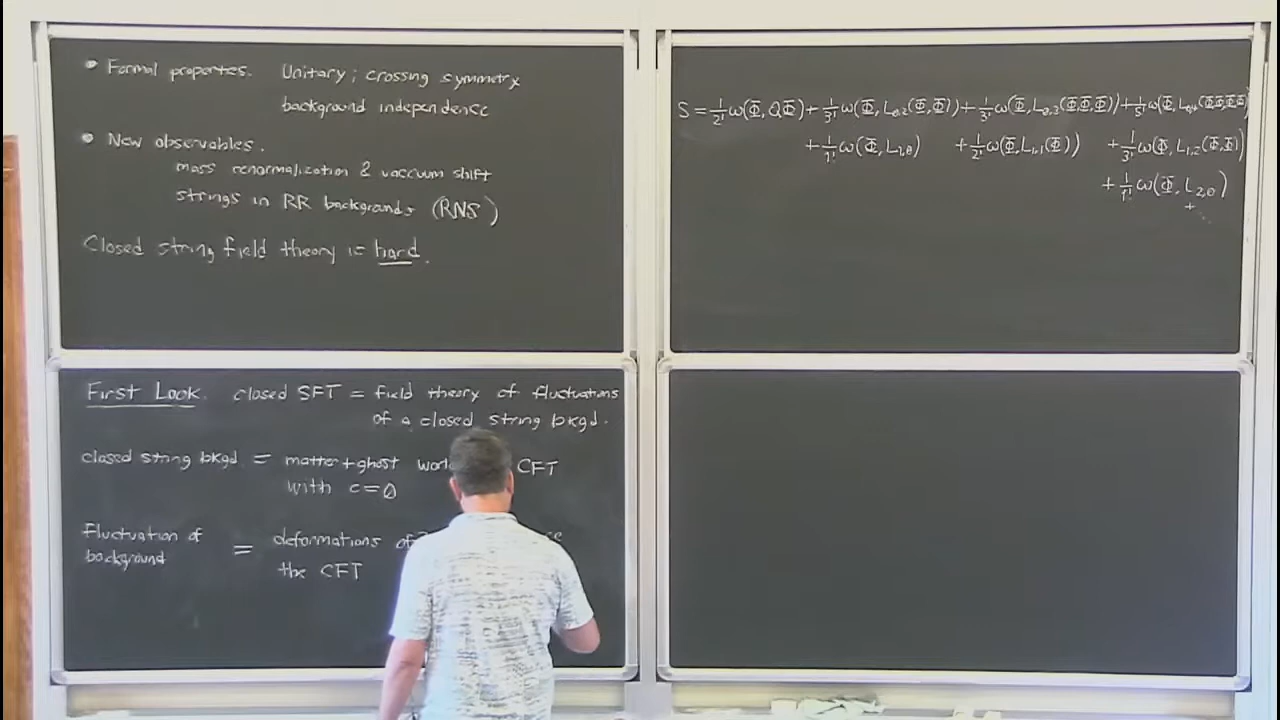 • Formal properties. Unitary; crossing symmetry
background independence
• New observables.
mass renormalization & vaccuum shift
strings in RR backgrounds (RNS)
Closed string field theory is hard.
First Look. closed SFT = field theory of fluctuations
of a closed string bkgd.
closed string bkgd = matter+ghost CFT
with c=0
fluctuation of
background = deformations of
the CFT
S = 1/2! ω(Φ, QΦ) + 1/3! ω(Φ, L₀,₂(Φ,Φ)) + 1/3! ω(Φ, L₀,₃(Φ,Φ,Φ)) + 1/5! ω(Φ, L₀,₄(Φ,Φ,Φ,Φ)
+ 1/1! ω(Φ, L₁,₀) + 1/2! ω(Φ, L₁,₁(Φ)) + 1/3! ω(Φ, L₁,₂(Φ,Φ)
+ 1/1! ω(Φ, L₂,₀)
+ ...